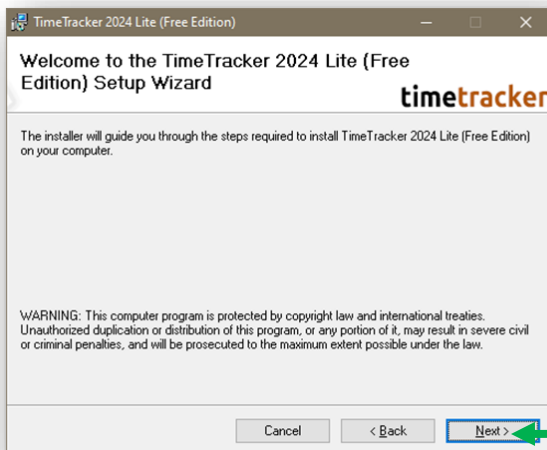 TimeTracker 2024 Lite (Free Edition)
Welcome to the TimeTracker 2024 Lite (Free
Edition) Setup Wizard
timetracker
The installer will guide you through the steps required to install TimeTracker 2024 Lite (Free Edition)
on your computer.
WARNING: This computer program is protected by copyright law and international treaties.
Unauthorized duplication or distribution of this program, or any portion of it, may result in severe civil
or criminal penalties, and will be prosecuted to the maximum extent possible under the law.
Cancel < Back Next >